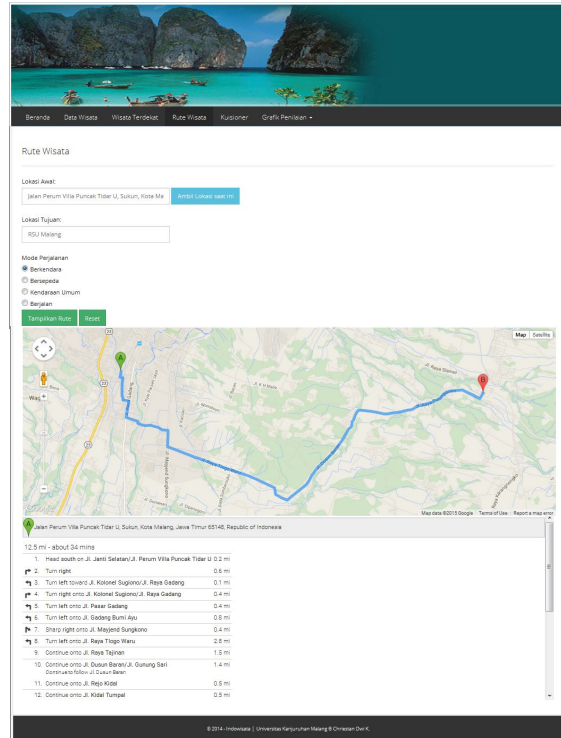 Beranda Data Wisata Wisata Terdekat Rute Wisata Kuisioner Grafik Penilaian
Rute Wisata
Lokasi Awal:
Jalan Perum Villa Puncak Tidar U, Sukun, Kota Ma Ambil Lokasi saat ini
Lokasi Tujuan:
RSU Malang
Mode Perjalanan
Berkendara
Bersepeda
Kendaraan Umum
Berjalan
Tampilkan Rute Reset
Map Satellite
A
B
Map data ©2015 Google Terms of Use Report a map error
A Jalan Perum Villa Puncak Tidar U, Sukun, Kota Malang, Jawa Timur 65146, Republic of Indonesia
12.5 mi - about 34 mins
1. Head south on Jl. Janti Selatan/Jl. Perum Villa Puncak Tidar U 0.2 mi
2. Turn right 0.6 mi
3. Turn left toward Jl. Kolonel Sugiono/Jl. Raya Gadang 0.1 mi
4. Turn right onto Jl. Kolonel Sugiono/Jl. Raya Gadang 0.4 mi
5. Turn left onto Jl. Pasar Gadang 0.4 mi
6. Turn left onto Jl. Gadang Bumi Ayu 0.8 mi
7. Sharp right onto Jl. Mayjend Sungkono 0.4 mi
8. Turn left onto Jl. Raya Tlogo Waru 2.6 mi
9. Continue onto Jl. Raya Tajinan 1.5 mi
10. Continue onto Jl. Dusun Baran/Jl. Gunung Sari 1.4 mi
Continue to follow Jl. Dusun Baran
11. Continue onto Jl. Rejo Kidal 0.5 mi
12. Continue onto Jl. Kidal Tumpal 0.5 mi
© 2014 - Indowisata | Universitas Kanjuruhan Malang © Chriestan Dwi K.